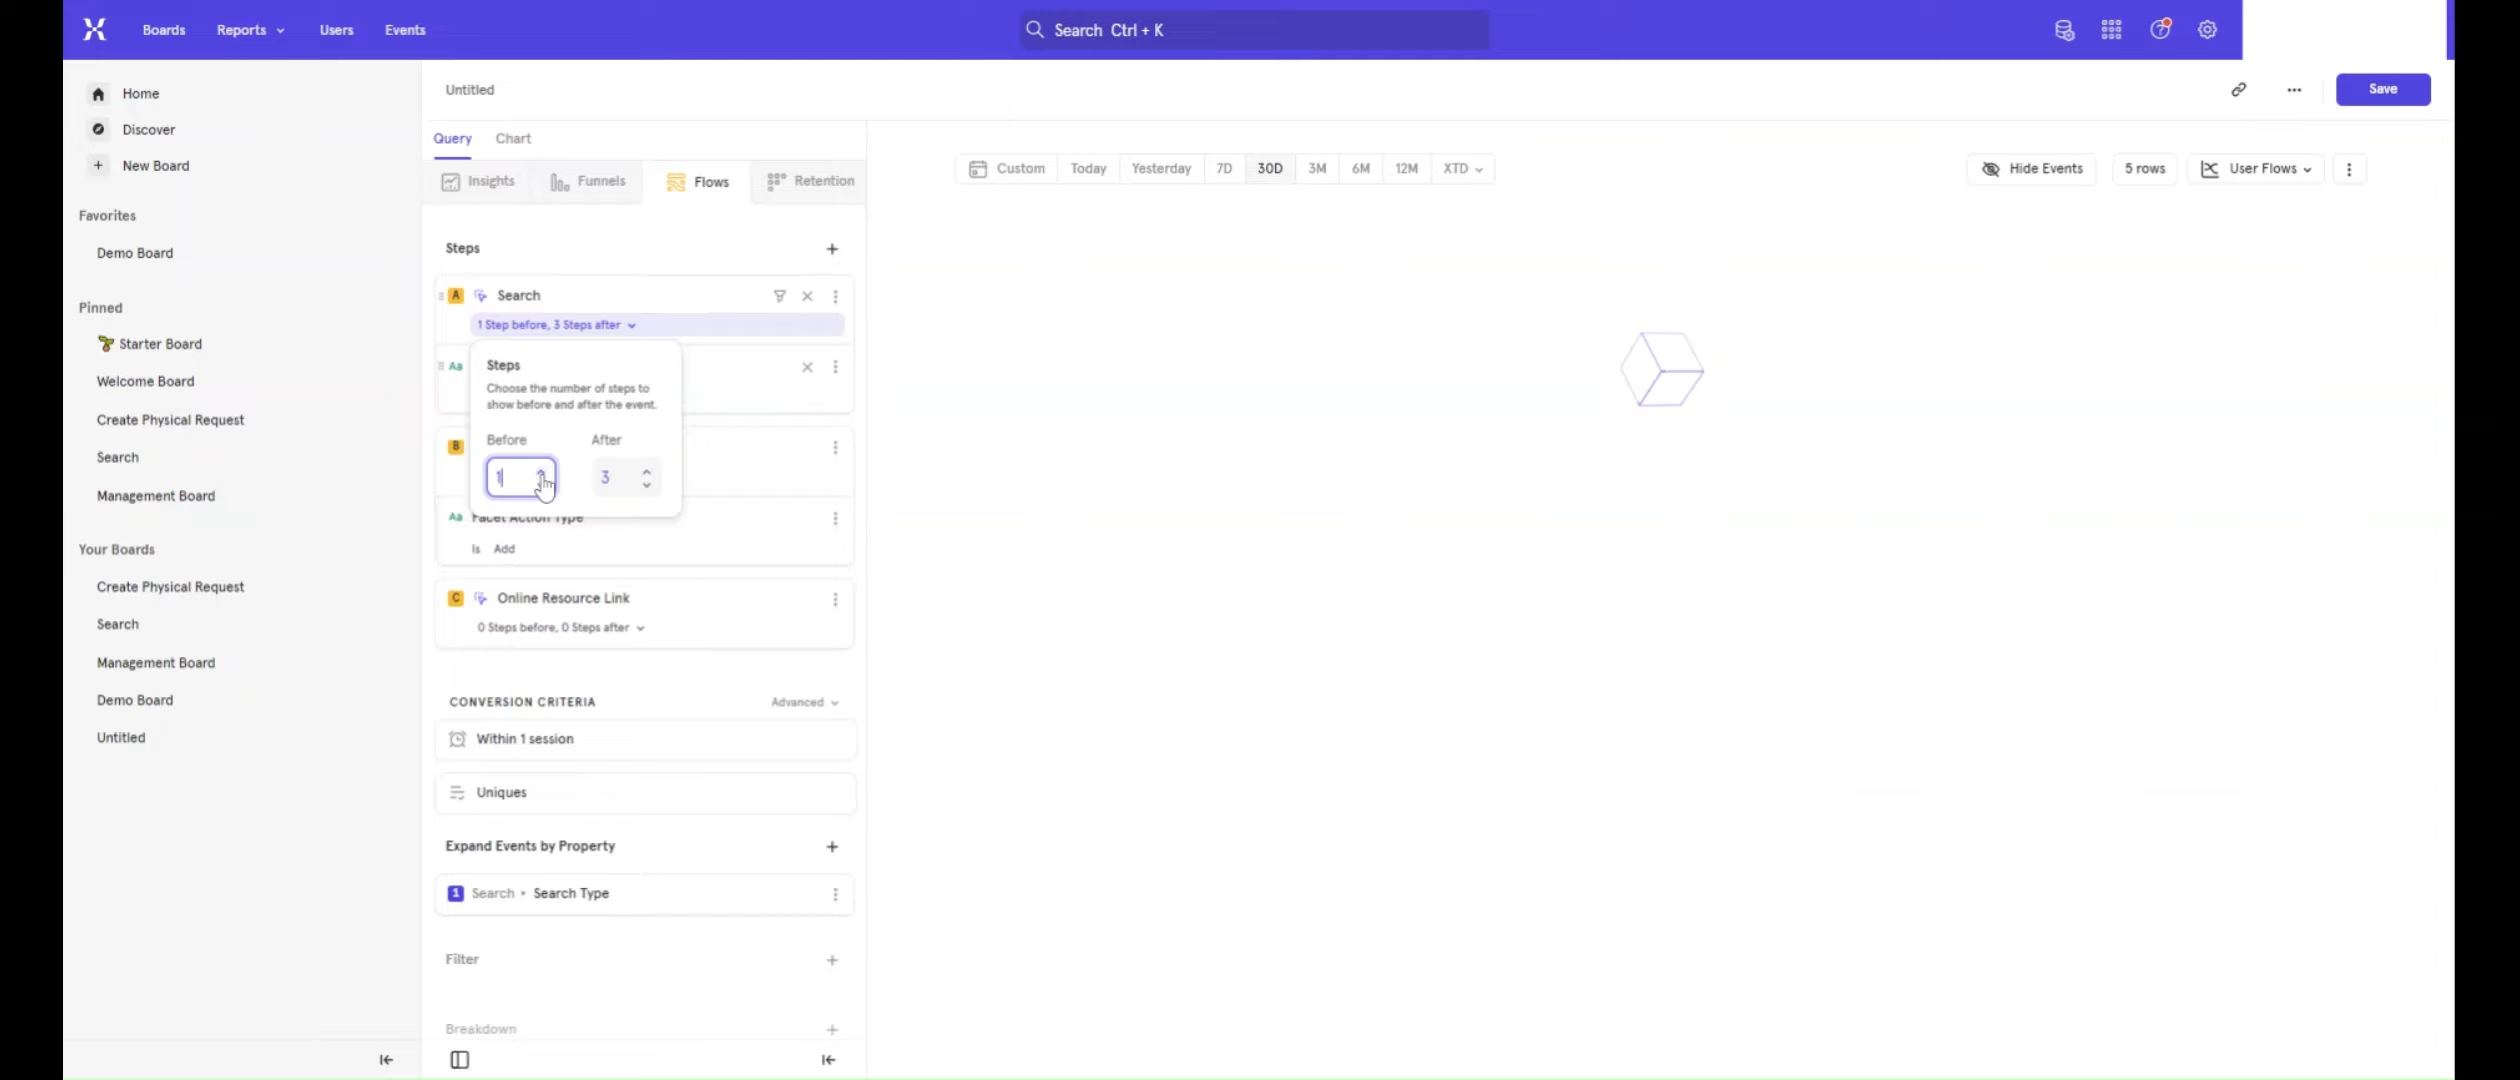 Boards Reports Users Events Search Ctrl + K
Home
Discover
New Board
Favorites
Demo Board
Pinned
Starter Board
Welcome Board
Create Physical Request
Search
Management Board
Your Boards
Create Physical Request
Search
Management Board
Demo Board
Untitled
Untitled
Save
Query Chart
Insights Funnels Flows Retention
Steps
A Search
1 Step before, 3 Steps after
Aa
Steps
Choose the number of steps to
show before and after the event.
Before After
1 3
B
Aa Facet Action Type
Is Add
C Online Resource Link
0 Steps before, 0 Steps after
CONVERSION CRITERIA Advanced
Within 1 session
Uniques
Expand Events by Property
1 Search • Search Type
Filter
Breakdown
Custom Today Yesterday 7D 30D 3M 6M 12M XTD
Hide Events 5 rows User Flows